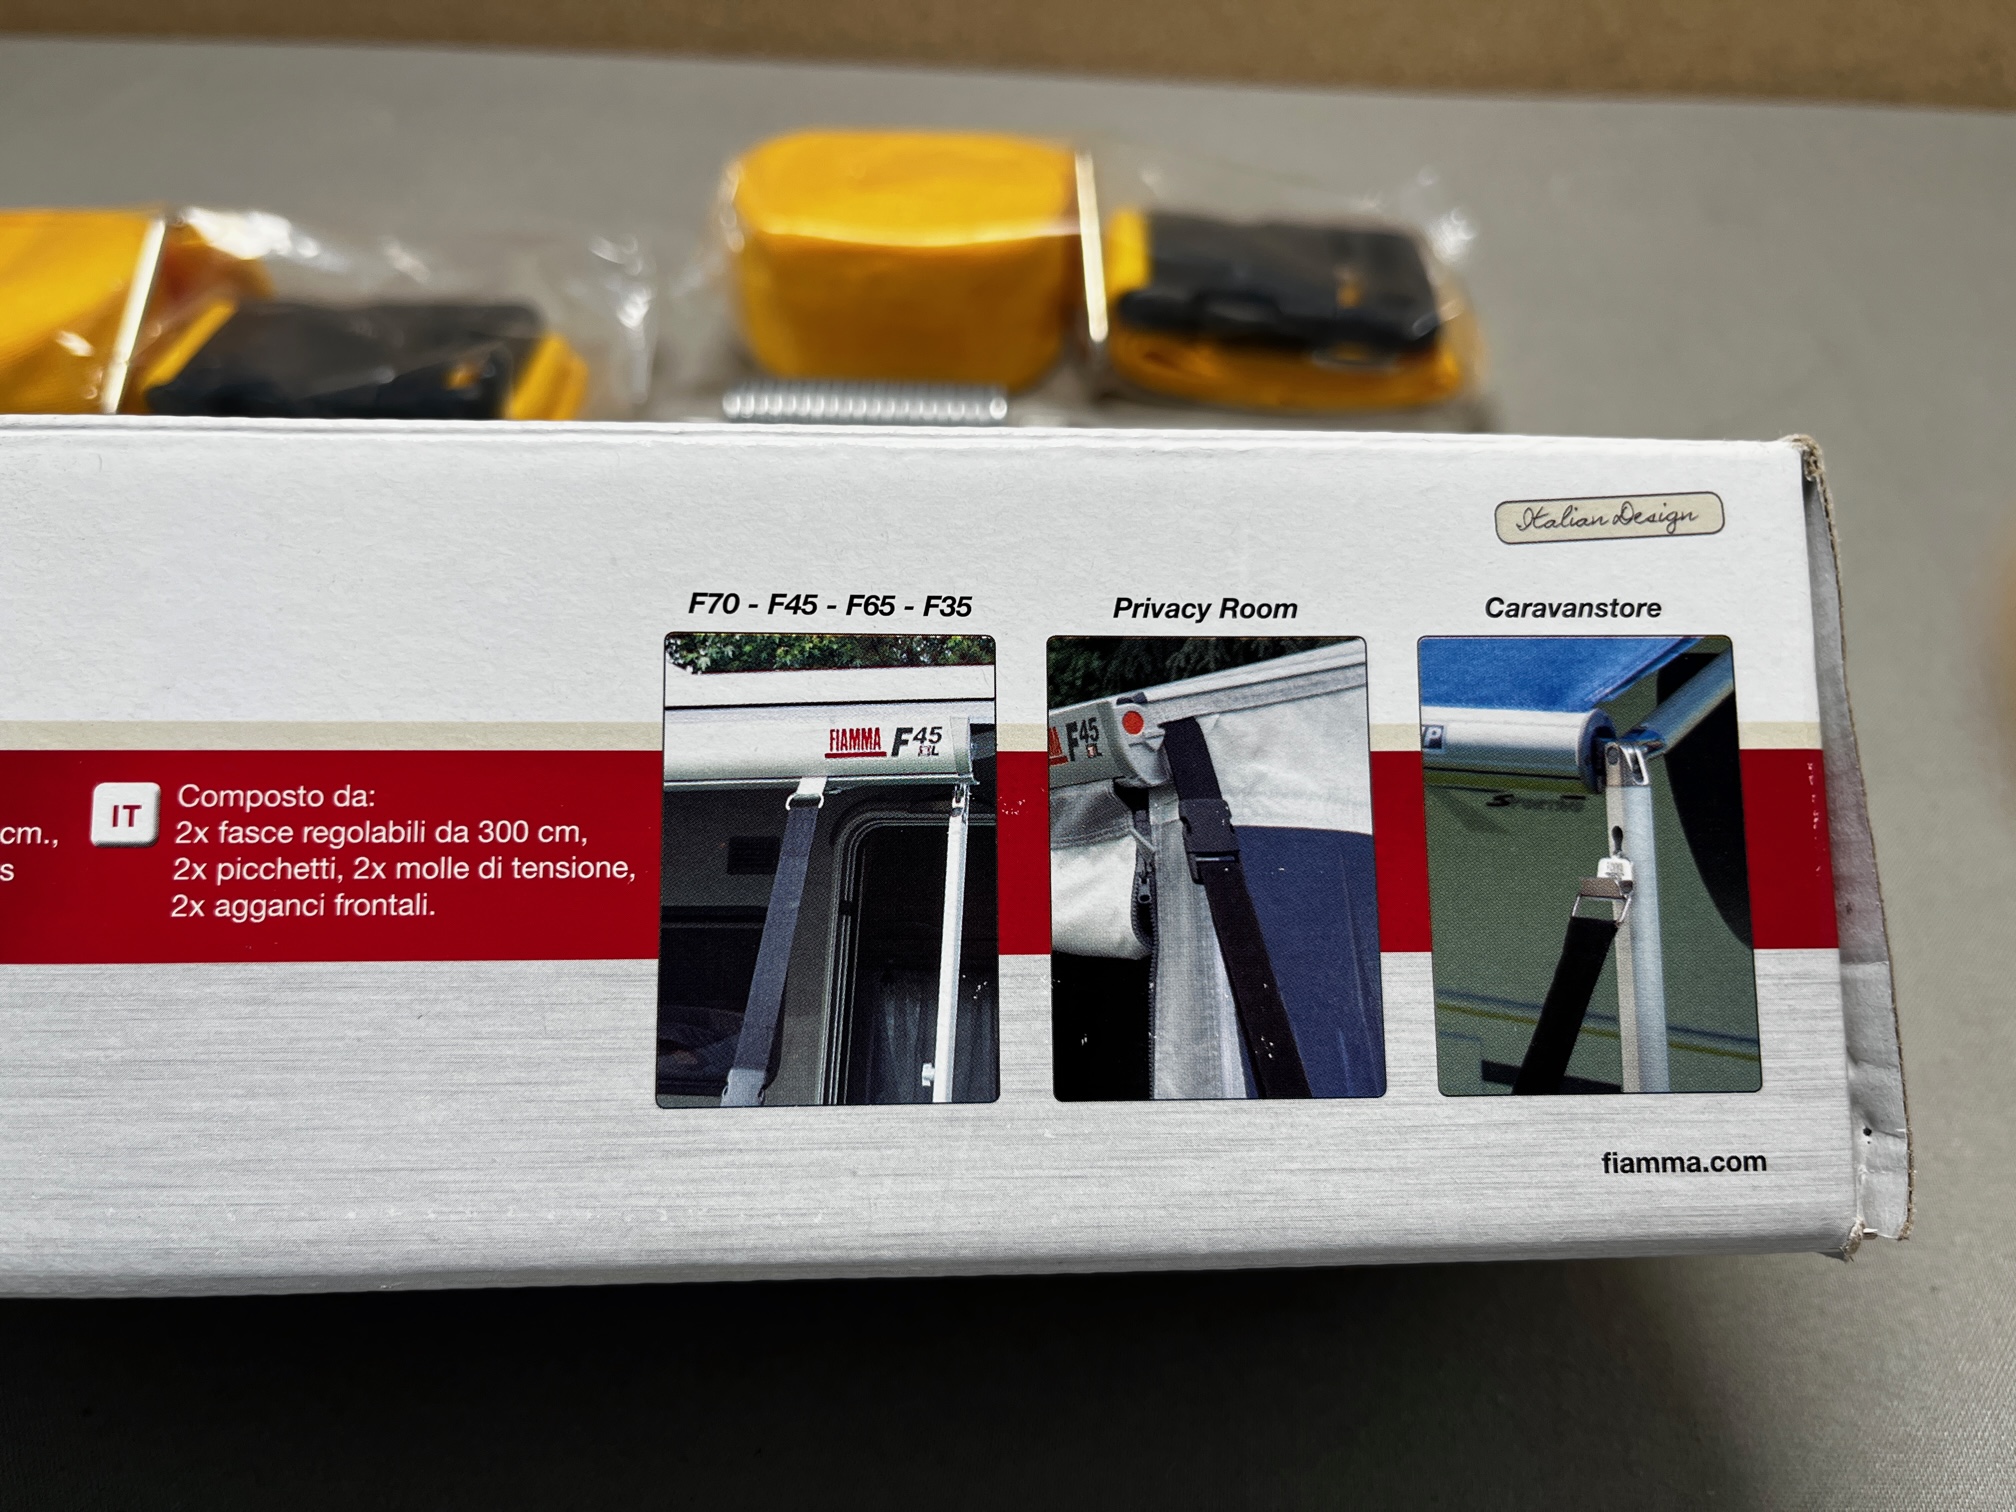 Italian Design
F70 - F45 - F65 - F35
Privacy Room
Caravanstore
FIAMMA F45
L
F45
L
IT
Composto da:
2x fasce regolabili da 300 cm,
2x picchetti, 2x molle di tensione,
2x agganci frontali.
cm.,
s
fiamma.com